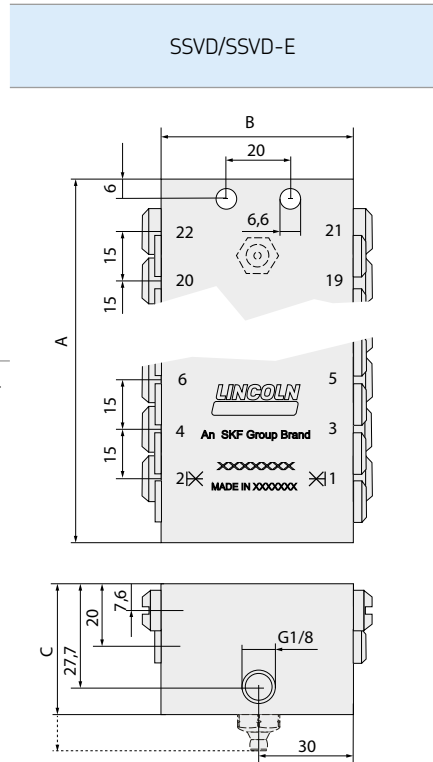 SSVD/SSVD-E
B
20
6
6,6
22
21
15
20
19
15
A
6
5
LINCOLN
15
4
3
An SKF Group Brand
15
XXXXXXXX
2
1
MADE IN XXXXXXX
7,6
20
G1/8
C
27,7
30